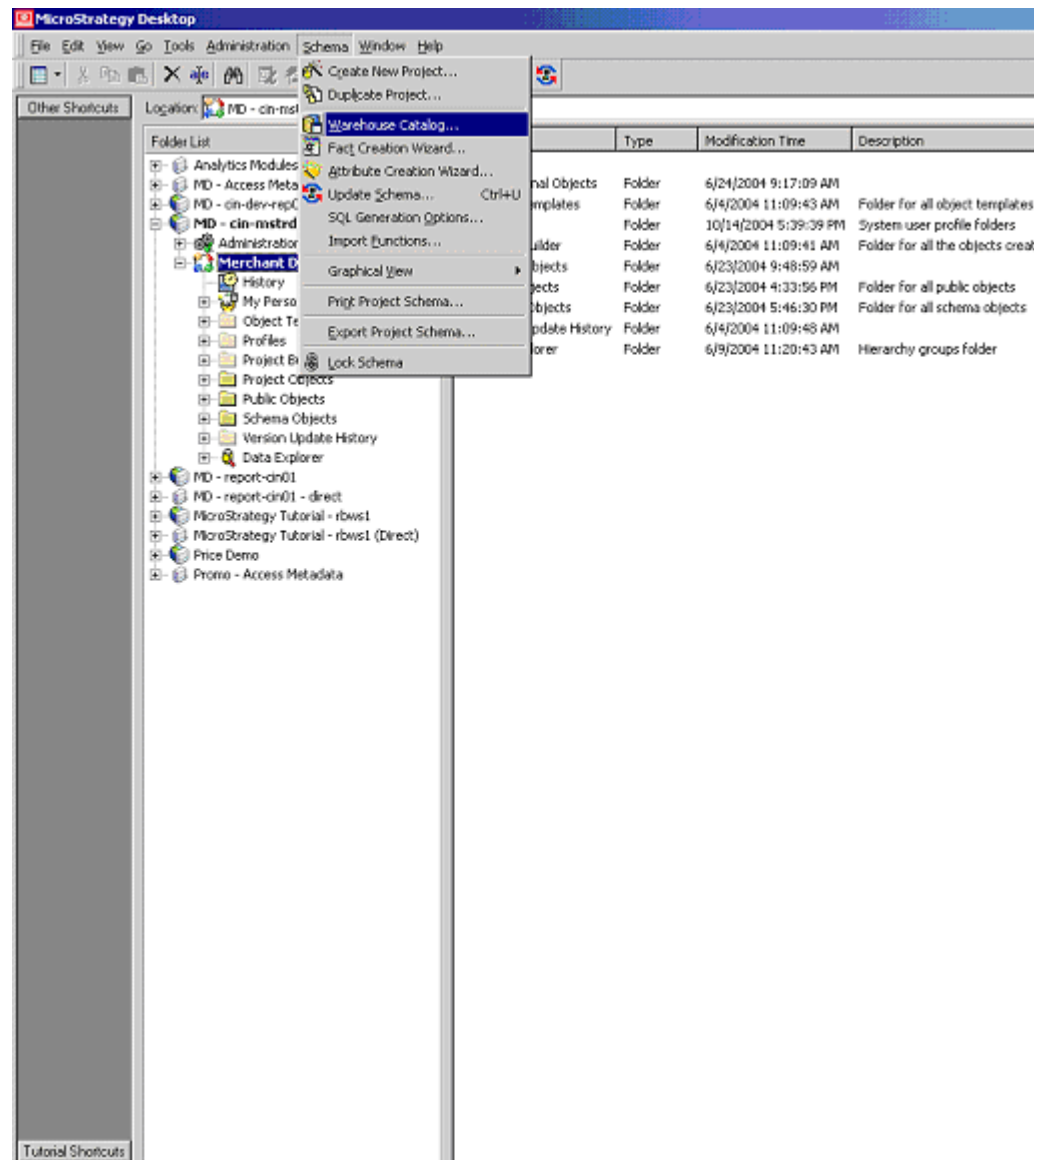 MicroStrategy Desktop
File Edit View Go Tools Administration Schema Window Help
Other Shortcuts
Location: MD - cin-mst
Create New Project...
Duplicate Project...
Warehouse Catalog...
Fact Creation Wizard...
Attribute Creation Wizard...
Update Schema... Ctrl+U
SQL Generation Options...
Import Functions...
Graphical View
Print Project Schema...
Export Project Schema...
Lock Schema
Folder List
Analytics Modules
MD - Access Meta
MD - cin-dev-rep
MD - cin-mstrd
Administration
Merchant D
History
My Perso
Object Te
Profiles
Project B
Project Objects
Public Objects
Schema Objects
Version Update History
Data Explorer
MD - report-cin01
MD - report-cin01 - direct
MicroStrategy Tutorial - rbws1
MicroStrategy Tutorial - rbws1 (Direct)
Price Demo
Promo - Access Metadata
Type Modification Time Description
nal Objects Folder 6/24/2004 9:17:09 AM
mplates Folder 6/4/2004 11:09:43 AM Folder for all object templates
Folder 10/14/2004 5:39:39 PM System user profile folders
uilder Folder 6/4/2004 11:09:41 AM Folder for all the objects creat
bjects Folder 6/23/2004 9:48:59 AM
jects Folder 6/23/2004 4:33:56 PM Folder for all public objects
Objects Folder 6/23/2004 5:46:30 PM Folder for all schema objects
pdate History Folder 6/4/2004 11:09:48 AM
lorer Folder 6/9/2004 11:20:43 AM Hierarchy groups folder
Tutorial Shortcuts